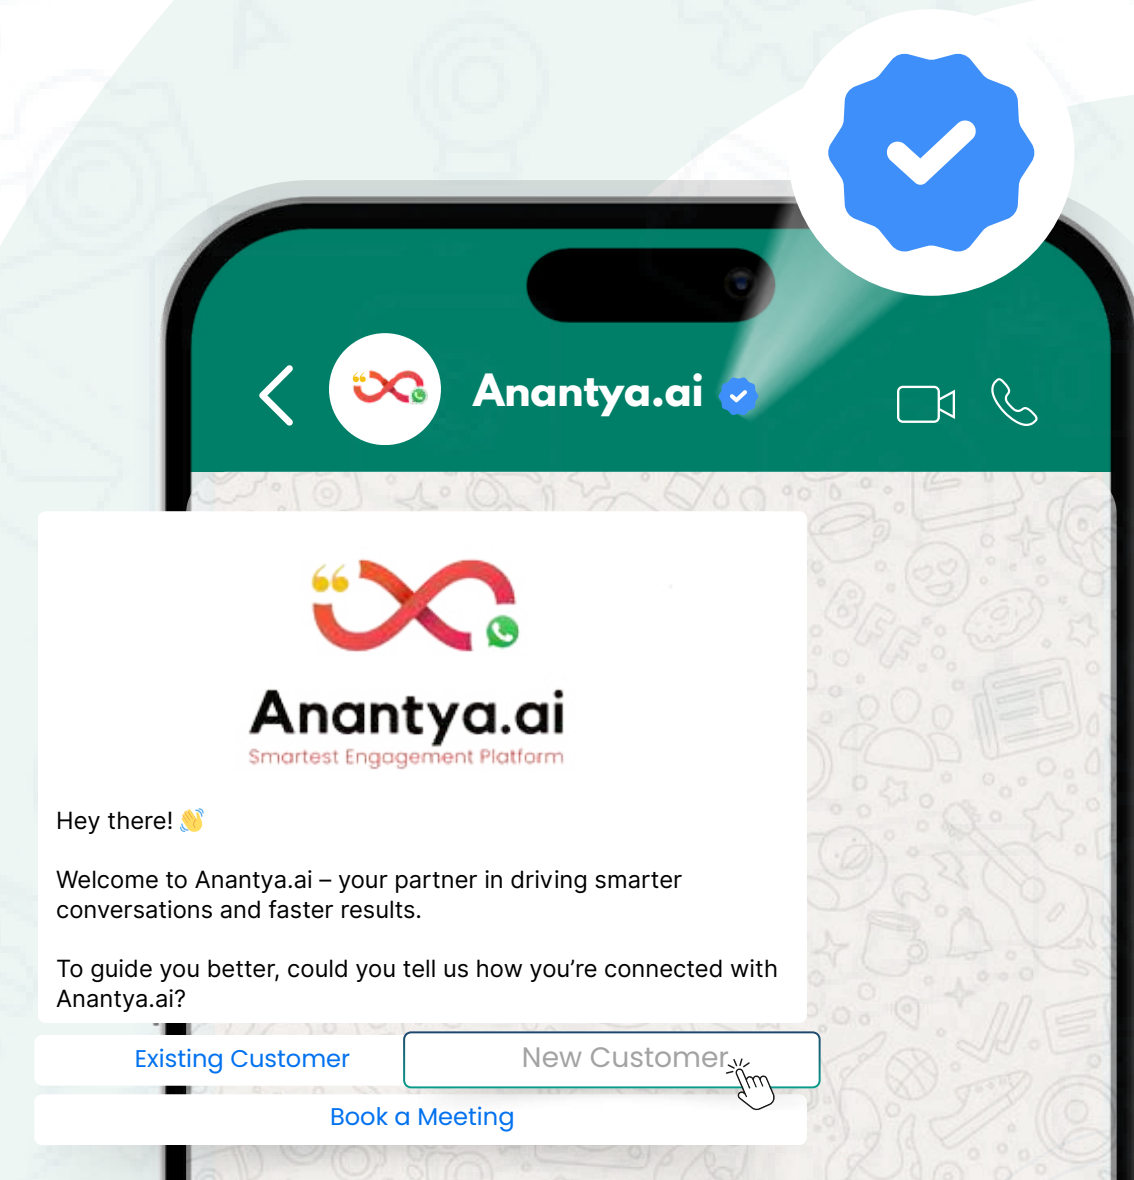 Anantya.ai
Anantya.ai
Smartest Engagement Platform
Hey there! 👋
Welcome to Anantya.ai – your partner in driving smarter
conversations and faster results.
To guide you better, could you tell us how you’re connected with
Anantya.ai?
Existing Customer
New Customer
Book a Meeting
BFF